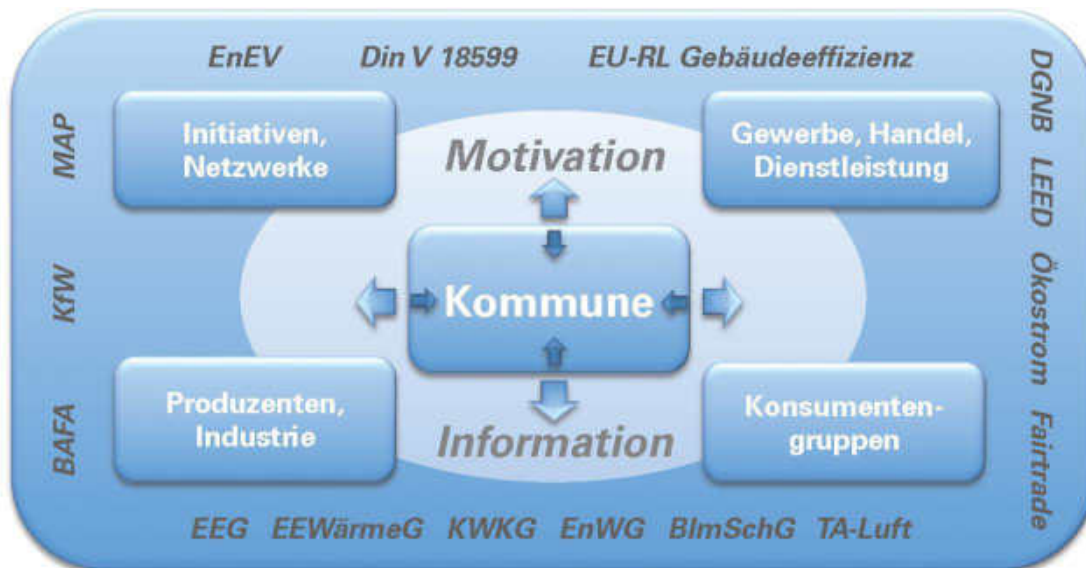 EnEV Din V 18599 EU-RL Gebäudeeffizienz
MAP
KfW
BAFA
Initiativen,
Netzwerke
Motivation
Gewerbe, Handel,
Dienstleistung
Kommune
Produzenten,
Industrie
Information
Konsumenten-
gruppen
DGNB
LEED
Ökostrom
Fairtrade
EEG EEWärmeG KWKG EnWG BImSchG TA-Luft